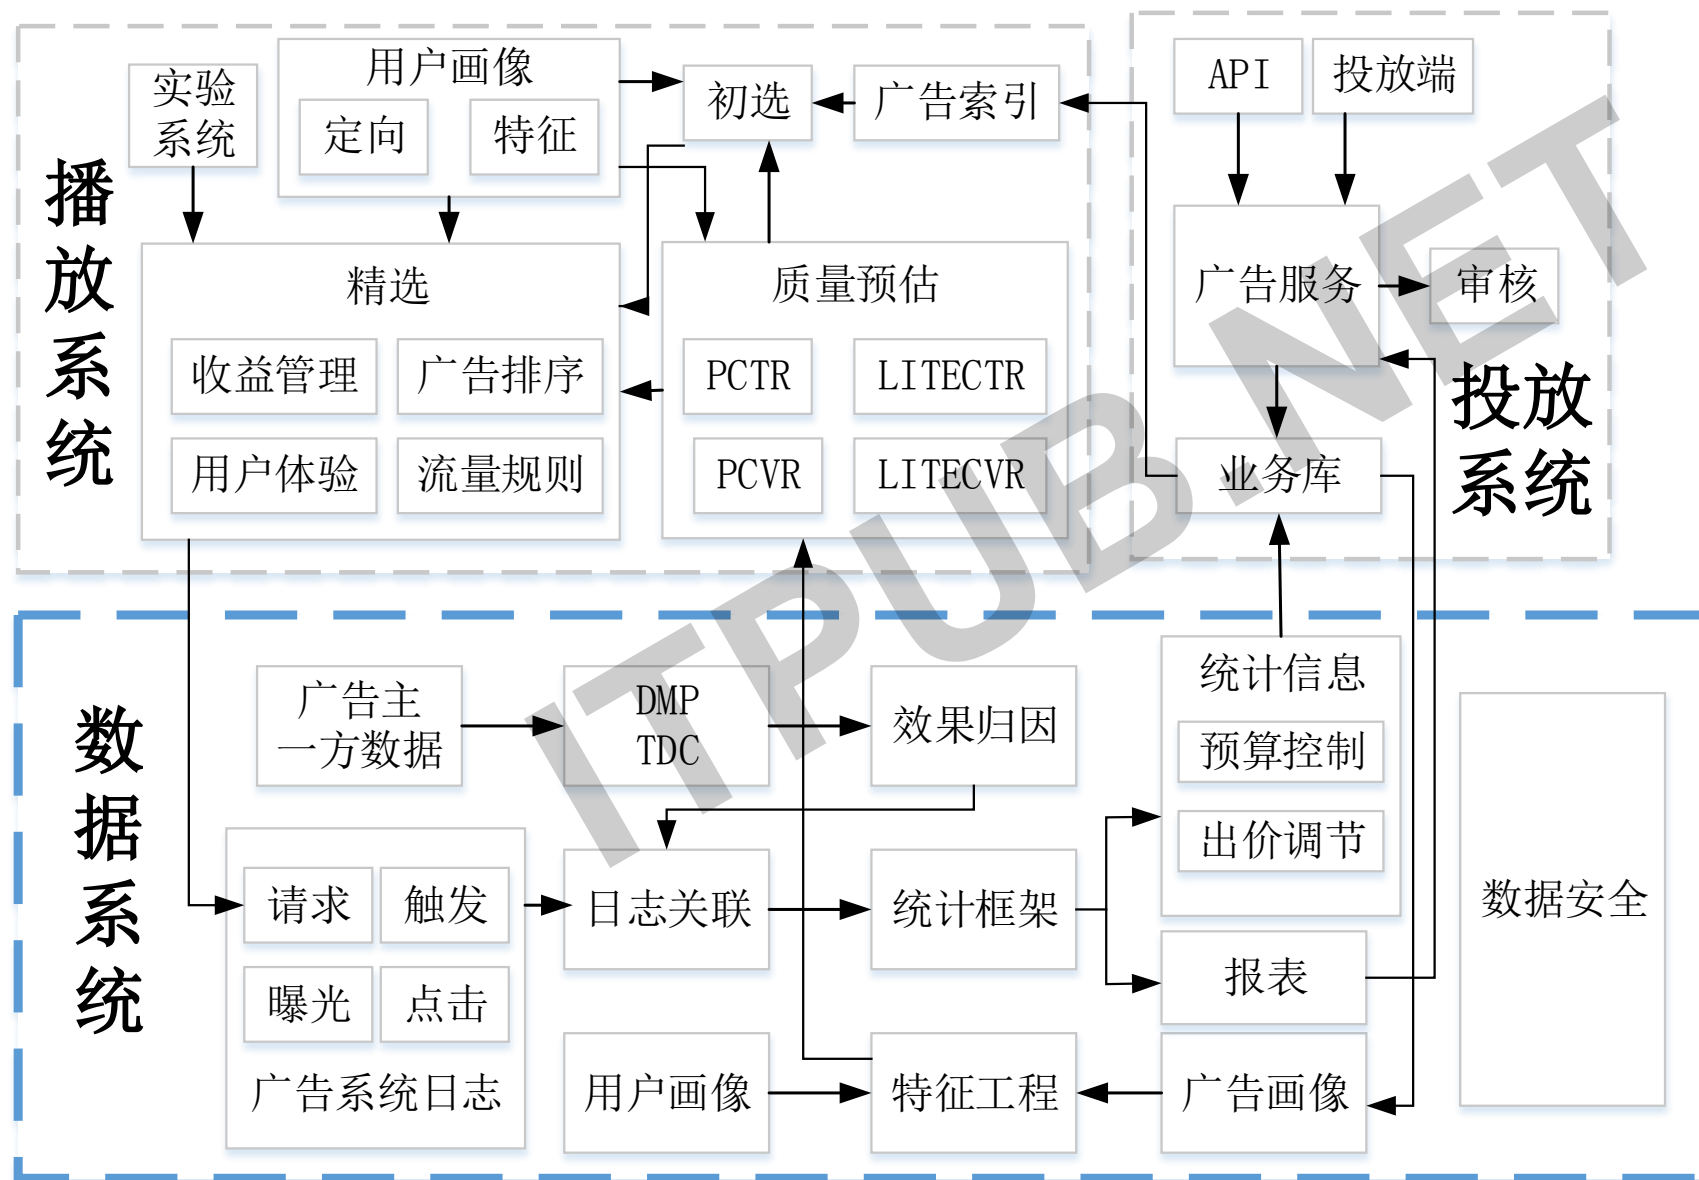 播放系统
实验
系统
用户画像
定向
特征
初选
广告索引
精选
收益管理
广告排序
用户体验
流量规则
质量预估
PCTR
LITECTR
PCVR
LITECVR
投放系统
API
投放端
广告服务
审核
业务库
数据系统
广告主
一方数据
DMP
TDC
效果归因
统计信息
预算控制
出价调节
请求
触发
曝光
点击
广告系统日志
日志关联
统计框架
报表
用户画像
特征工程
广告画像
数据安全
ITPUB.NET